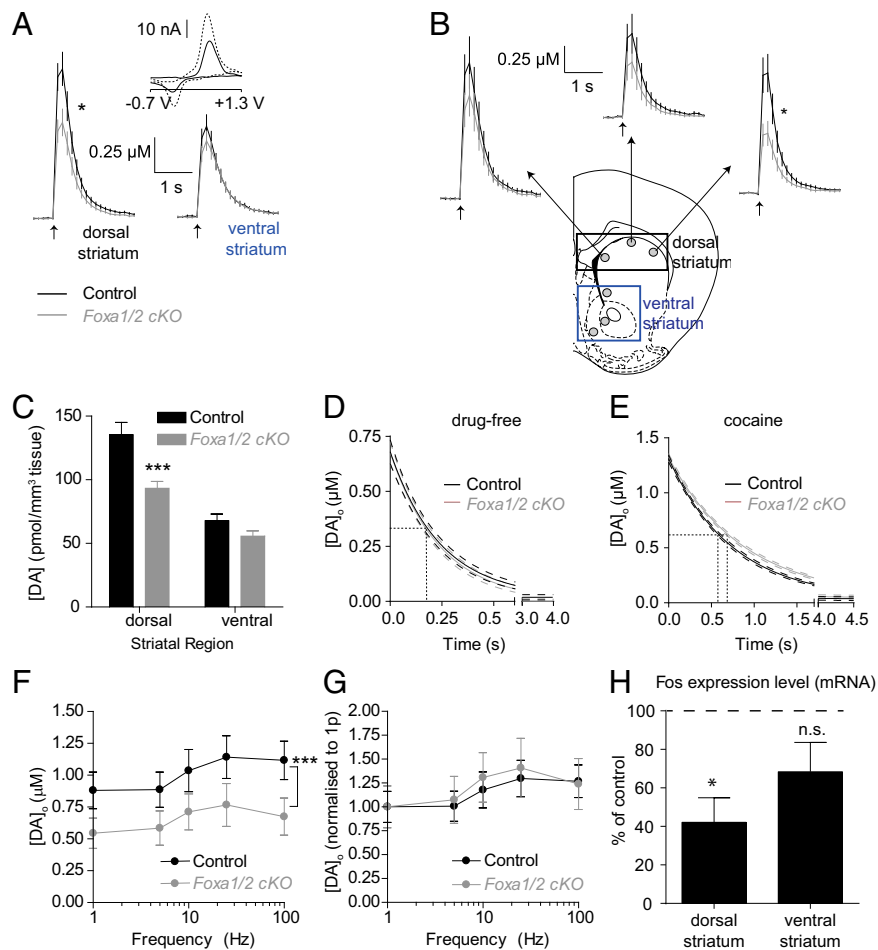 A
10 nA
-0.7 V
+1.3 V
*
0.25 µM
1 s
dorsal
striatum
ventral
striatum
Control
Foxa1/2 cKO
B
0.25 µM
1 s
*
dorsal
striatum
ventral
striatum
C
150
100
50
0
[DA] (pmol/mm³ tissue)
Control
Foxa1/2 cKO
***
dorsal
ventral
Striatal Region
D
drug-free
0.75
0.50
0.25
0.00
[DA]o (µM)
Control
Foxa1/2 cKO
0.0
0.25
0.5
3.0
4.0
Time (s)
E
cocaine
1.5
1.0
0.5
0.0
[DA]o (µM)
Control
Foxa1/2 cKO
0.0
0.5
1.0
1.5
4.0
4.5
Time (s)
F
1.50
1.25
1.00
0.75
0.50
0.25
0.00
[DA]o (µM)
***
Control
Foxa1/2 cKO
1
10
100
Frequency (Hz)
G
2.00
1.75
1.50
1.25
1.00
0.75
0.50
0.25
0.00
[DA]o (normalised to 1p)
Control
Foxa1/2 cKO
1
10
100
Frequency (Hz)
H
Fos expression level (mRNA)
100
80
60
40
20
0
% of control
*
n.s.
dorsal
striatum
ventral
striatum